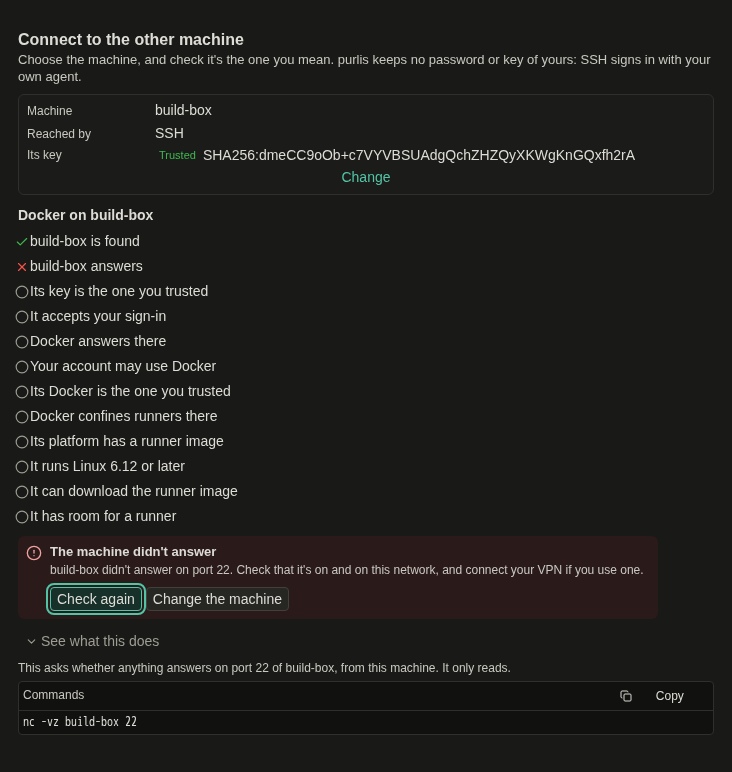 Connect to the other machine
Choose the machine, and check it's the one you mean. purlis keeps no password or key of yours: SSH signs in with your
own agent.
Machine build-box
Reached by SSH
Its key Trusted SHA256:dmeCC9oOb+c7VYVBSUAdgQchZHZQyXKWgKnGQxfh2rA
Change
Docker on build-box
build-box is found
build-box answers
Its key is the one you trusted
It accepts your sign-in
Docker answers there
Your account may use Docker
Its Docker is the one you trusted
Docker confines runners there
Its platform has a runner image
It runs Linux 6.12 or later
It can download the runner image
It has room for a runner
The machine didn't answer
build-box didn't answer on port 22. Check that it's on and on this network, and connect your VPN if you use one.
Check again Change the machine
See what this does
This asks whether anything answers on port 22 of build-box, from this machine. It only reads.
Commands Copy
nc -vz build-box 22